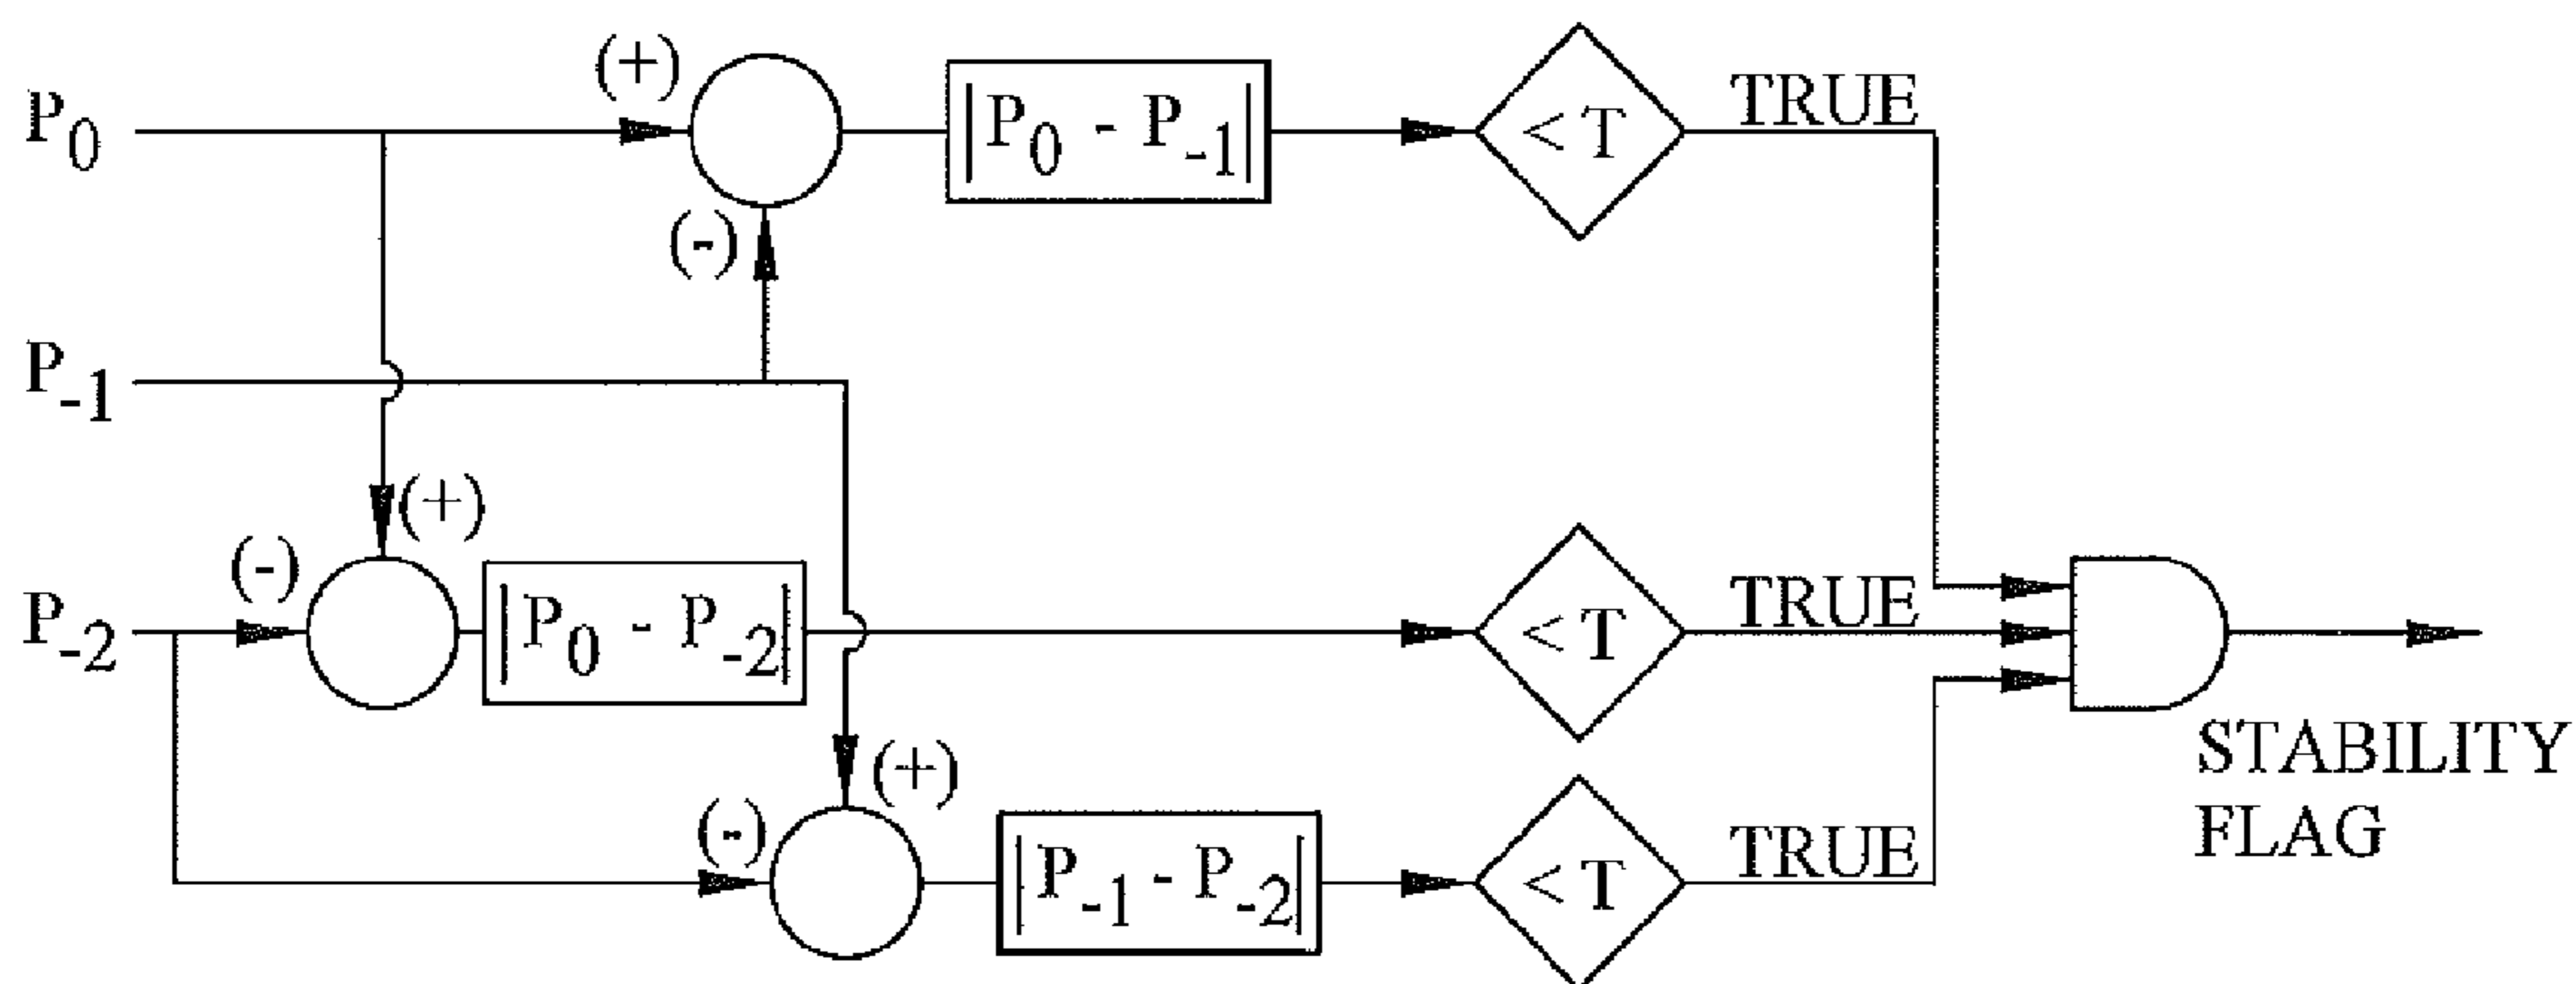 P0 (+) |P0 - P-1| < T TRUE
(-)
P-1
(+)
P-2 (-) |P0 - P-2| < T TRUE
(+)
(-) |P-1 - P-2| < T TRUE
STABILITY
FLAG